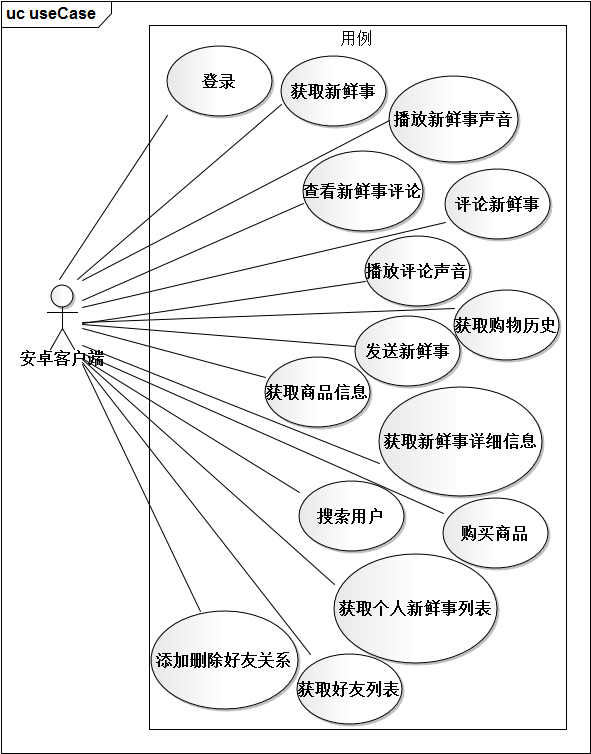 uc useCase
用例
登录
获取新鲜事
播放新鲜事声音
查看新鲜事评论
评论新鲜事
播放评论声音
获取购物历史
发送新鲜事
安卓客户端
获取商品信息
获取新鲜事详细信息
搜索用户
购买商品
获取个人新鲜事列表
添加删除好友关系
获取好友列表